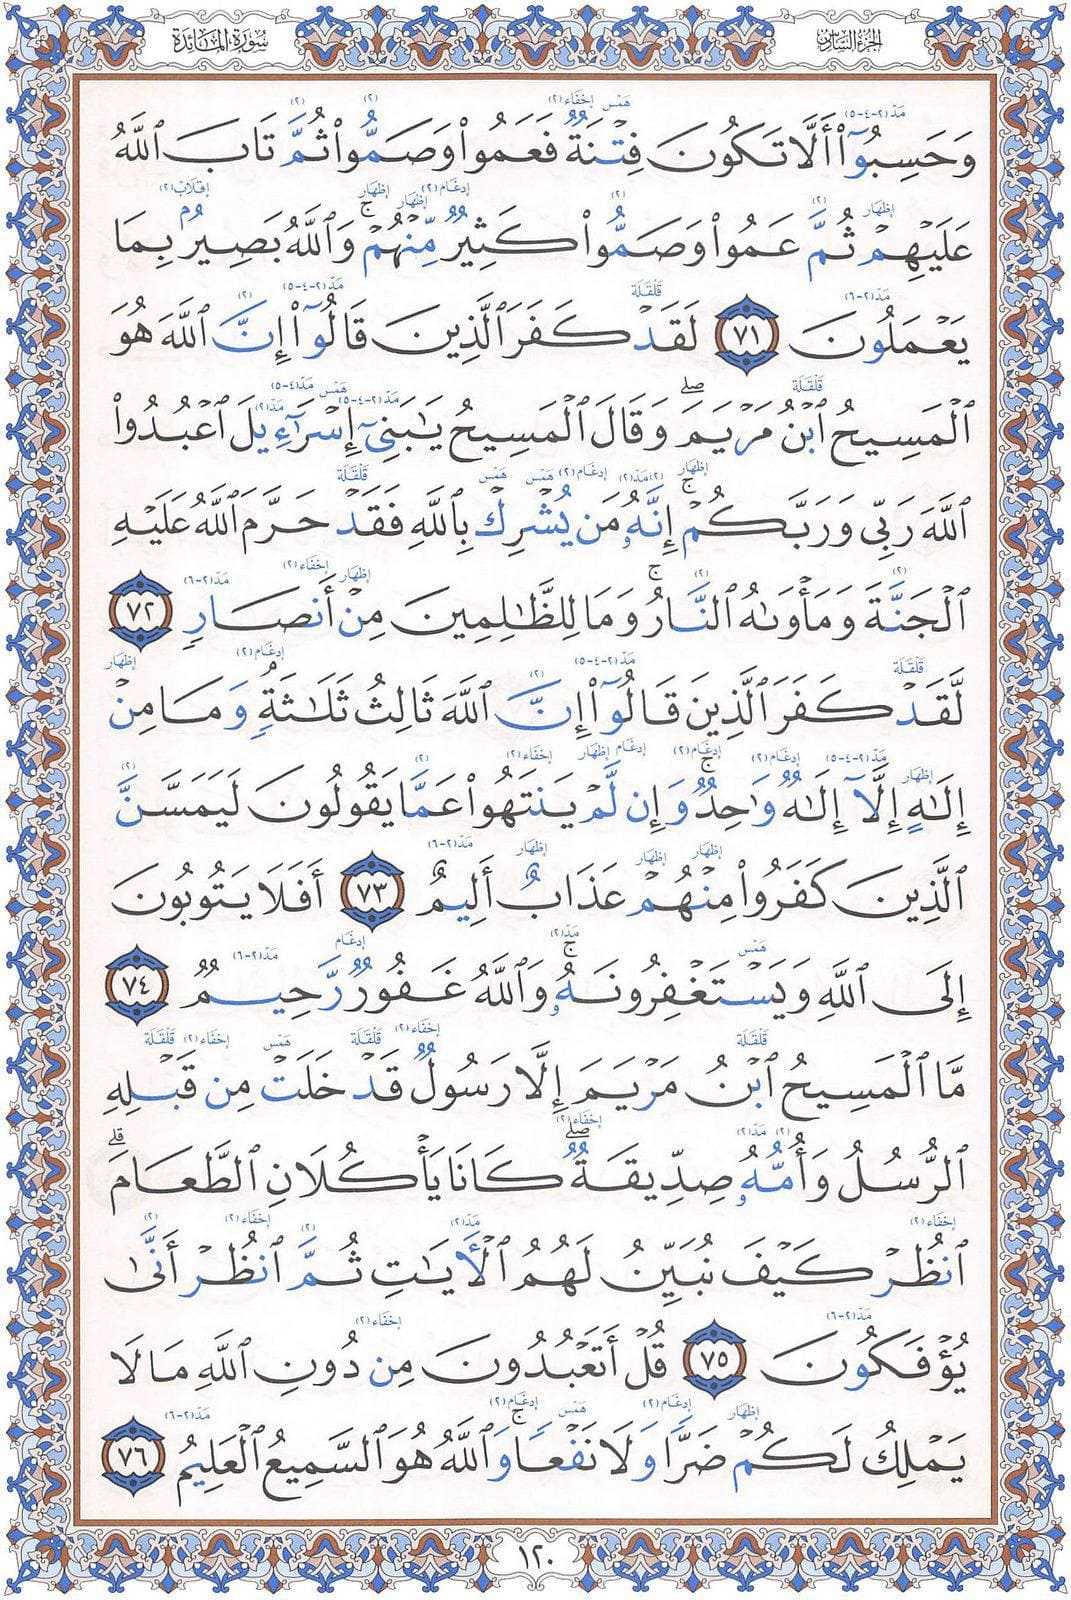 سورة المائدة الجزء السادس
وَحَسِبُوٓا۟ أَلَّا تَكُونَ فِتْنَةٌ فَعَمُوا۟ وَصَمُّوا۟ ثُمَّ تَابَ ٱللَّهُ
عَلَيْهِمْ ثُمَّ عَمُوا۟ وَصَمُّوا۟ كَثِيرٌ مِّنْهُمْ ۚ وَٱللَّهُ بَصِيرٌۢ بِمَا
يَعْمَلُونَ ٧١ لَقَدْ كَفَرَ ٱلَّذِينَ قَالُوٓا۟ إِنَّ ٱللَّهَ هُوَ
ٱلْمَسِيحُ ٱبْنُ مَرْيَمَ ۖ وَقَالَ ٱلْمَسِيحُ يَـٰبَنِىٓ إِسْرَٰٓءِيلَ ٱعْبُدُوا۟
ٱللَّهَ رَبِّى وَرَبَّكُمْ ۖ إِنَّهُۥ مَن يُشْرِكْ بِٱللَّهِ فَقَدْ حَرَّمَ ٱللَّهُ عَلَيْهِ
ٱلْجَنَّةَ وَمَأْوَىٰهُ ٱلنَّارُ ۖ وَمَا لِلظَّـٰلِمِينَ مِنْ أَنصَارٍ ٧٢
لَّقَدْ كَفَرَ ٱلَّذِينَ قَالُوٓا۟ إِنَّ ٱللَّهَ ثَالِثُ ثَلَـٰثَةٍ وَمَا مِنْ
إِلَـٰهٍ إِلَّآ إِلَـٰهٌ وَٰحِدٌ ۚ وَإِن لَّمْ يَنتَهُوا۟ عَمَّا يَقُولُونَ لَيَمَسَّنَّ
ٱلَّذِينَ كَفَرُوا۟ مِنْهُمْ عَذَابٌ أَلِيمٌ ٧٣ أَفَلَا يَتُوبُونَ
إِلَى ٱللَّهِ وَيَسْتَغْفِرُونَهُۥ ۚ وَٱللَّهُ غَفُورٌ رَّحِيمٌ ٧٤
مَّا ٱلْمَسِيحُ ٱبْنُ مَرْيَمَ إِلَّا رَسُولٌ قَدْ خَلَتْ مِن قَبْلِهِ
ٱلرُّسُلُ وَأُمُّهُۥ صِدِّيقَةٌ ۖ كَانَا يَأْكُلَانِ ٱلطَّعَامَ ۗ
ٱنظُرْ كَيْفَ نُبَيِّنُ لَهُمُ ٱلْـَٔايَـٰتِ ثُمَّ ٱنظُرْ أَنَّىٰ
يُؤْفَكُونَ ٧٥ قُلْ أَتَعْبُدُونَ مِن دُونِ ٱللَّهِ مَا لَا
يَمْلِكُ لَكُمْ ضَرًّا وَلَا نَفْعًا ۚ وَٱللَّهُ هُوَ ٱلسَّمِيعُ ٱلْعَلِيمُ ٧٦
١٢٠